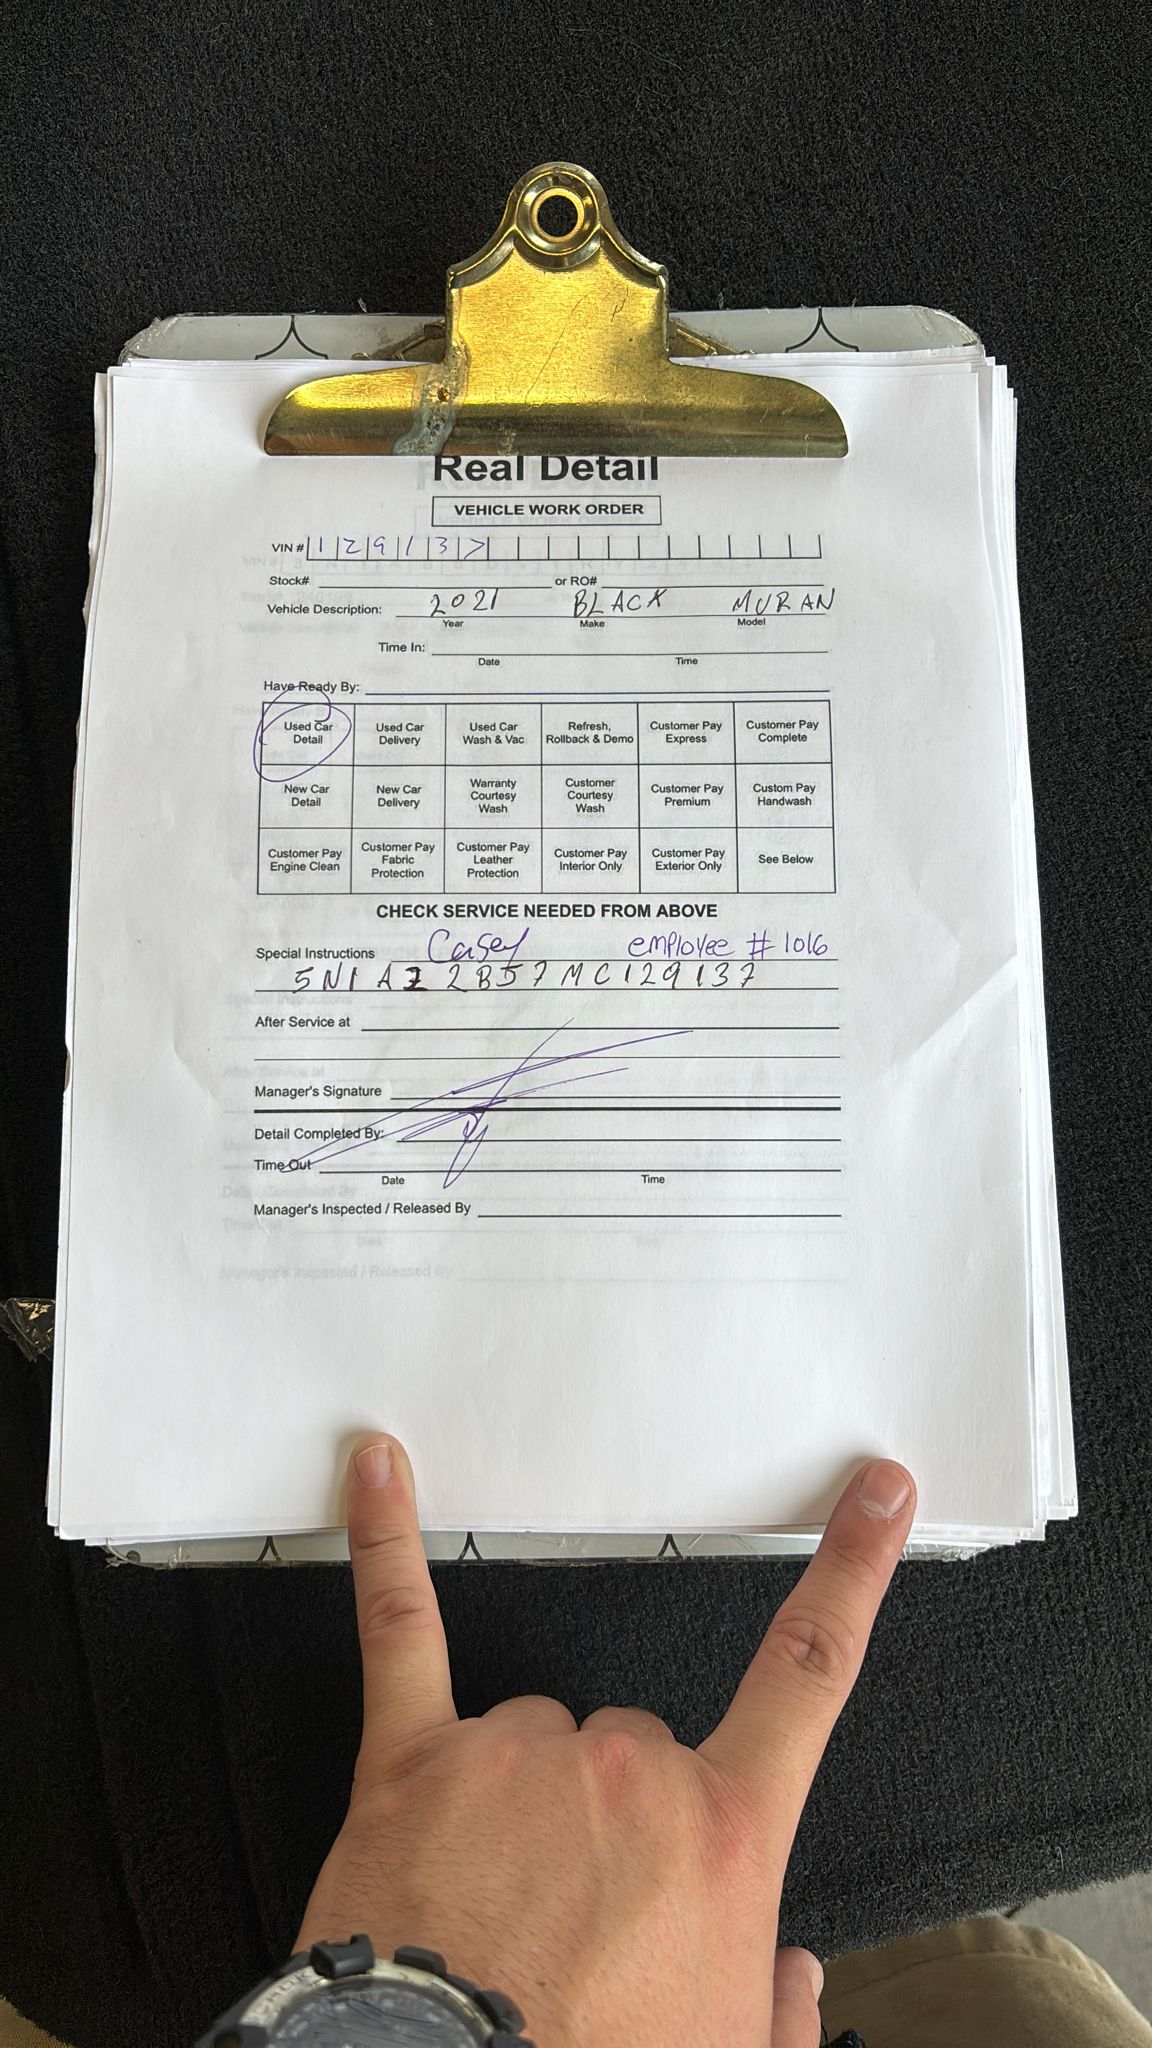 Real Detail
VEHICLE WORK ORDER
VIN # 1 2 9 1 3 7
Stock# or RO#
Vehicle Description: 2021 BLACK MURAN
Year Make Model
Time In:
Date Time
Have Ready By:
Used Car Detail Used Car Delivery Used Car Wash & Vac Refresh, Rollback & Demo Customer Pay Express Customer Pay Complete
New Car Detail New Car Delivery Warranty Courtesy Wash Customer Courtesy Wash Customer Pay Premium Custom Pay Handwash
Customer Pay Engine Clean Customer Pay Fabric Protection Customer Pay Leather Protection Customer Pay Interior Only Customer Pay Exterior Only See Below
CHECK SERVICE NEEDED FROM ABOVE
Special Instructions Casey employee # 1016
5N1AZ2B57MC129137
After Service at
Manager's Signature
Detail Completed By:
Time Out
Date Time
Manager's Inspected / Released By